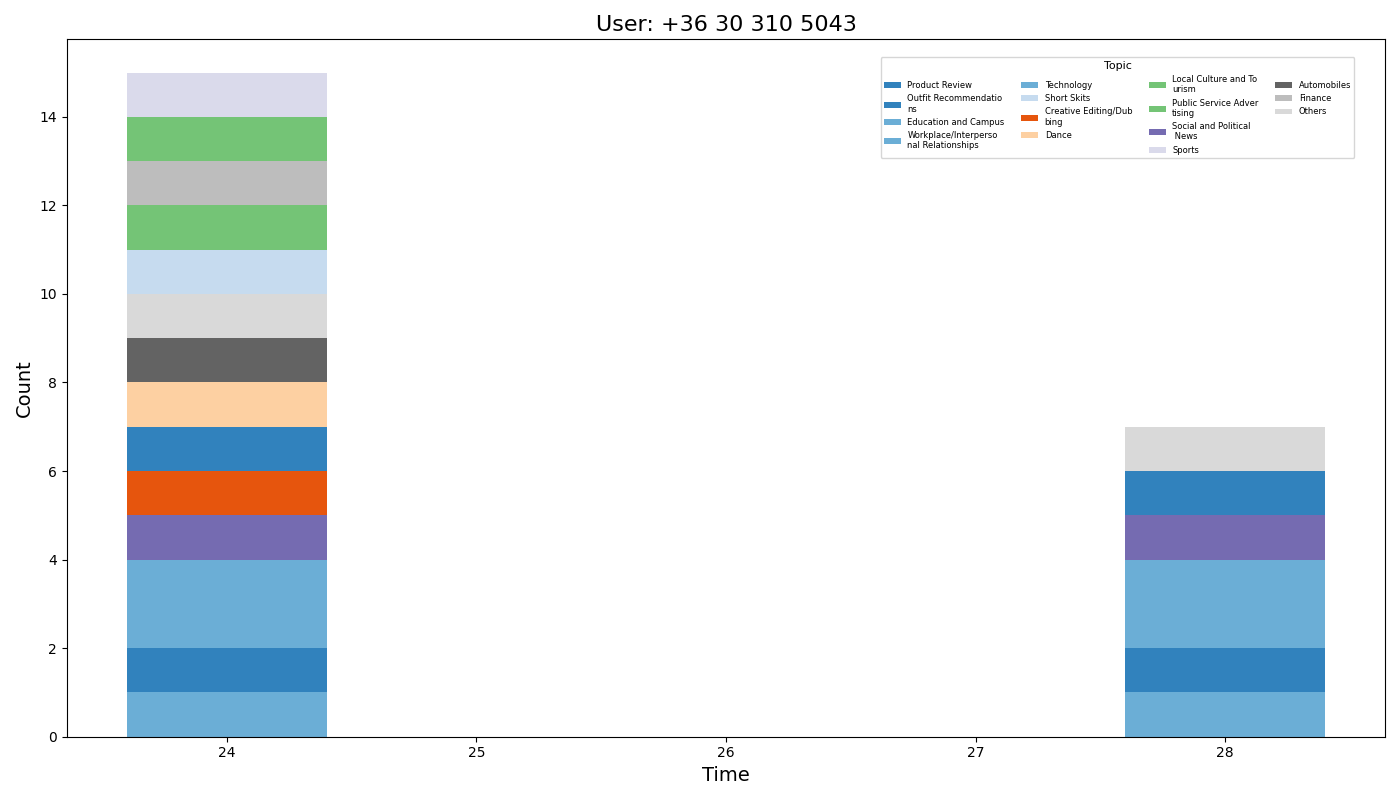 User: +36 30 310 5043
Topic
Product Review
Outfit Recommendatio
ns
Education and Campus
Workplace/Interperso
nal Relationships
Technology
Short Skits
Creative Editing/Dub
bing
Dance
Local Culture and To
urism
Public Service Adver
tising
Social and Political
News
Sports
Automobiles
Finance
Others
Count
14
12
10
8
6
4
2
0
24
25
26
27
28
Time